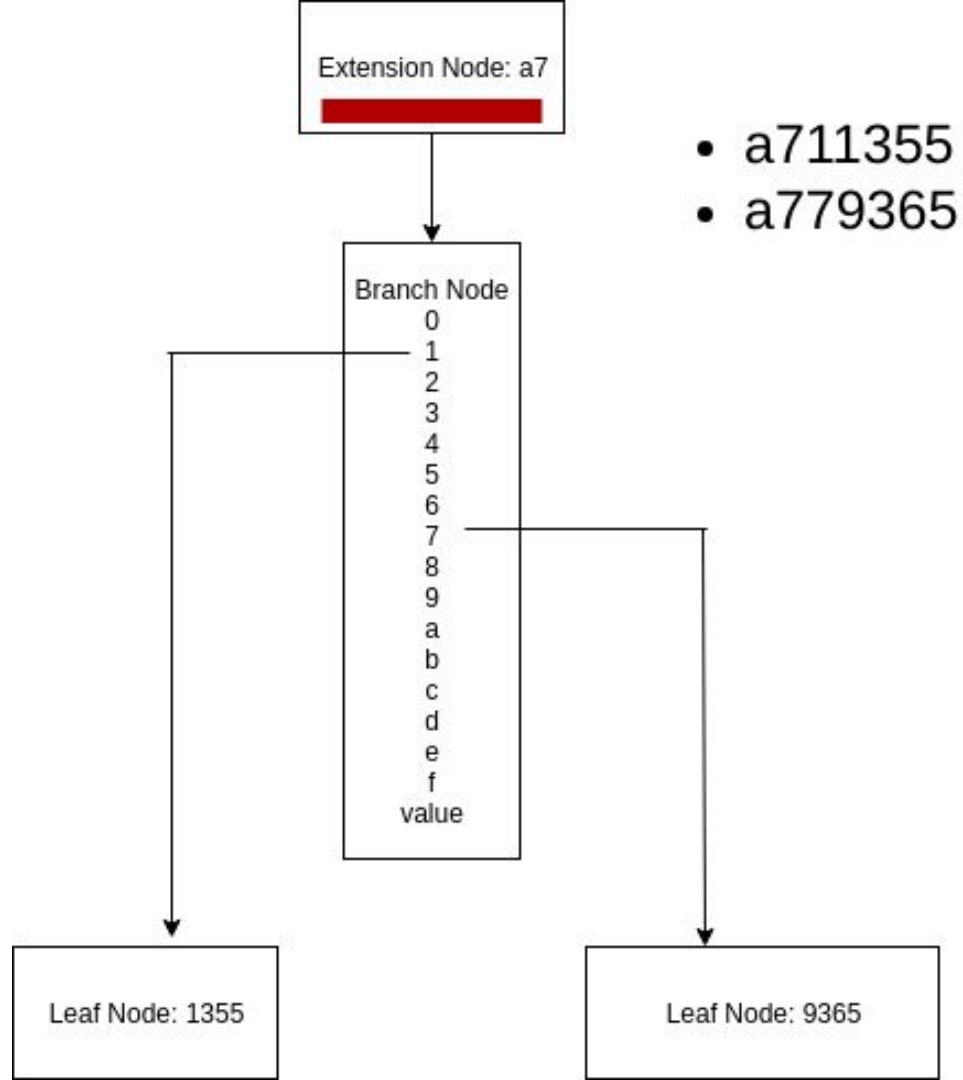 Extension Node: a7
• a711355
• a779365
Branch Node
0
1
2
3
4
5
6
7
8
9
a
b
c
d
e
f
value
Leaf Node: 1355
Leaf Node: 9365